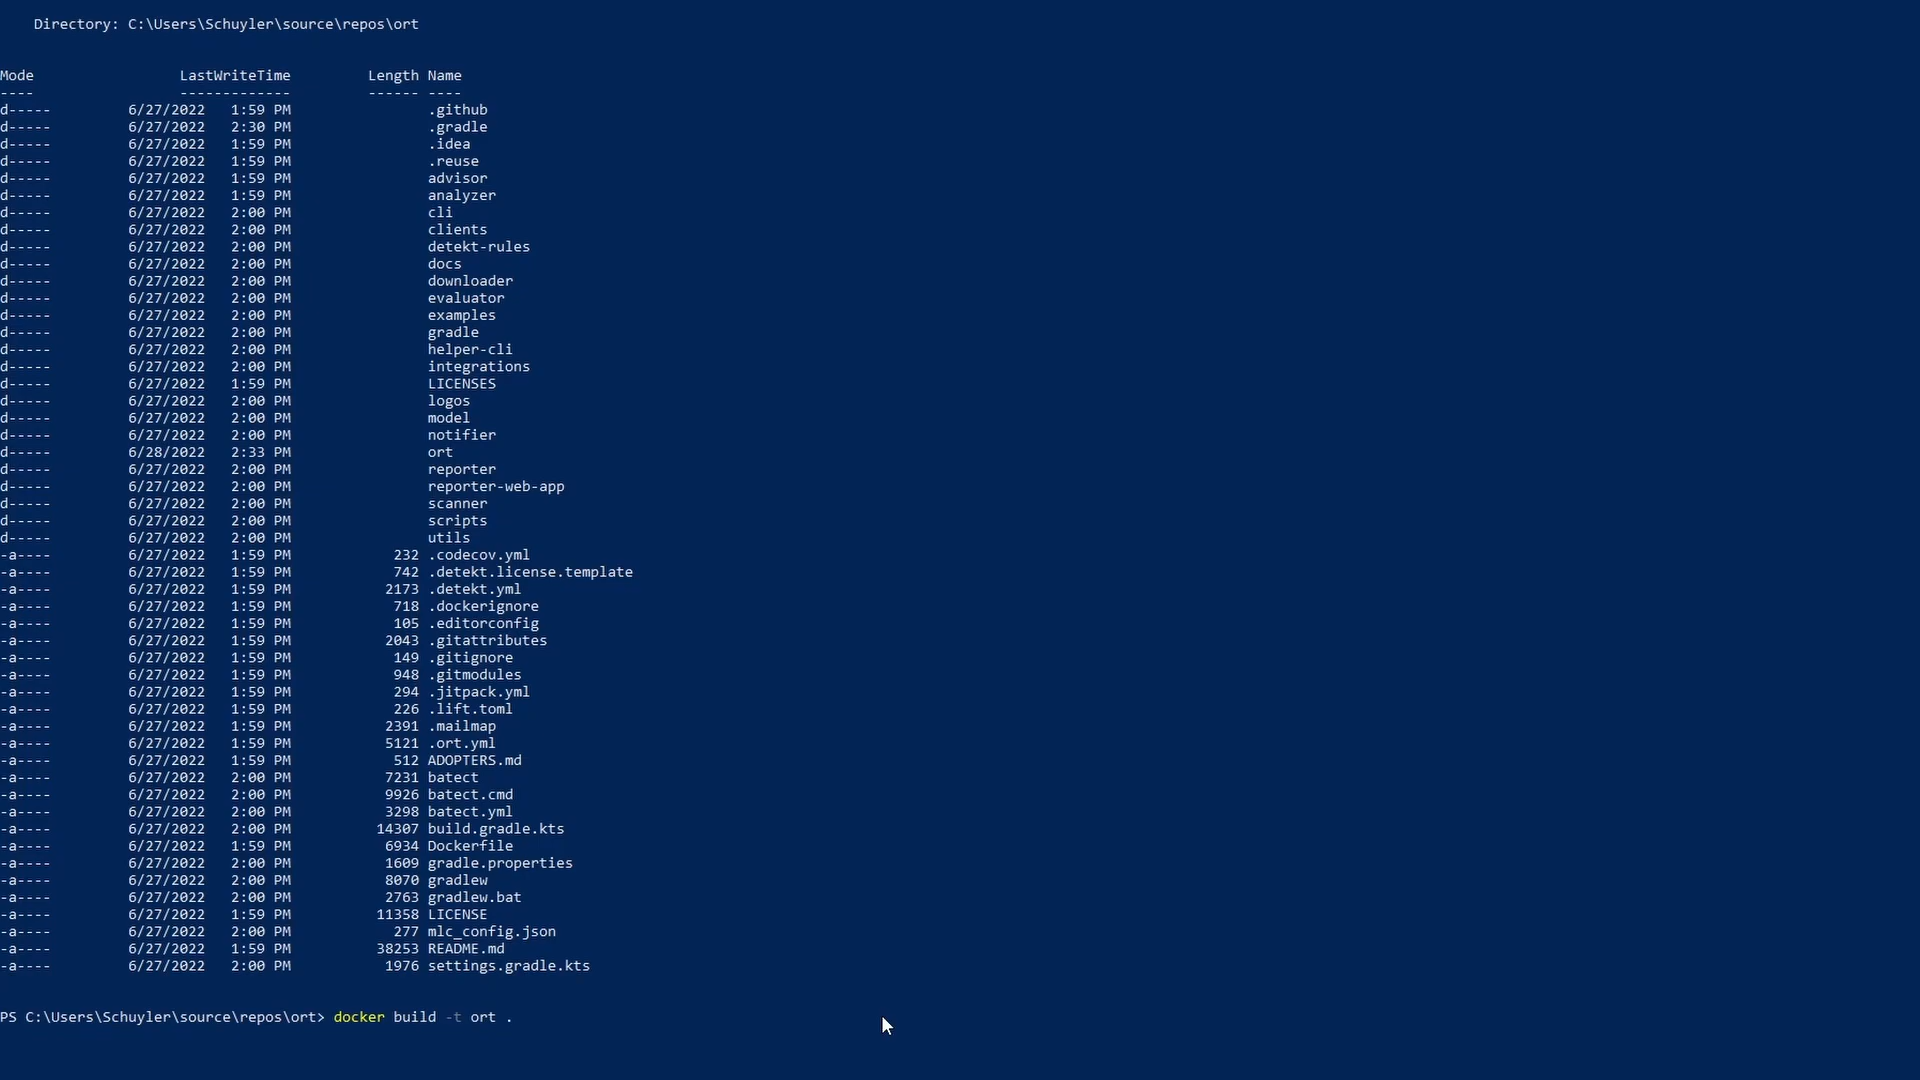 Directory: C:\Users\Schuyler\source\repos\ort
Mode LastWriteTime Length Name
---- ------------- ------ ----
d----- 6/27/2022 1:59 PM .github
d----- 6/27/2022 2:30 PM .gradle
d----- 6/27/2022 1:59 PM .idea
d----- 6/27/2022 1:59 PM .reuse
d----- 6/27/2022 1:59 PM advisor
d----- 6/27/2022 1:59 PM analyzer
d----- 6/27/2022 2:00 PM cli
d----- 6/27/2022 2:00 PM clients
d----- 6/27/2022 2:00 PM detekt-rules
d----- 6/27/2022 2:00 PM docs
d----- 6/27/2022 2:00 PM downloader
d----- 6/27/2022 2:00 PM evaluator
d----- 6/27/2022 2:00 PM examples
d----- 6/27/2022 2:00 PM gradle
d----- 6/27/2022 2:00 PM helper-cli
d----- 6/27/2022 2:00 PM integrations
d----- 6/27/2022 1:59 PM LICENSES
d----- 6/27/2022 2:00 PM logos
d----- 6/27/2022 2:00 PM model
d----- 6/27/2022 2:00 PM notifier
d----- 6/28/2022 2:33 PM ort
d----- 6/27/2022 2:00 PM reporter
d----- 6/27/2022 2:00 PM reporter-web-app
d----- 6/27/2022 2:00 PM scanner
d----- 6/27/2022 2:00 PM scripts
d----- 6/27/2022 2:00 PM utils
-a---- 6/27/2022 1:59 PM 232 .codecov.yml
-a---- 6/27/2022 1:59 PM 742 .detekt.license.template
-a---- 6/27/2022 1:59 PM 2173 .detekt.yml
-a---- 6/27/2022 1:59 PM 718 .dockerignore
-a---- 6/27/2022 1:59 PM 105 .editorconfig
-a---- 6/27/2022 1:59 PM 2043 .gitattributes
-a---- 6/27/2022 1:59 PM 149 .gitignore
-a---- 6/27/2022 1:59 PM 948 .gitmodules
-a---- 6/27/2022 1:59 PM 294 .jitpack.yml
-a---- 6/27/2022 1:59 PM 226 .lift.toml
-a---- 6/27/2022 1:59 PM 2391 .mailmap
-a---- 6/27/2022 1:59 PM 5121 .ort.yml
-a---- 6/27/2022 1:59 PM 512 ADOPTERS.md
-a---- 6/27/2022 2:00 PM 7231 batect
-a---- 6/27/2022 2:00 PM 9926 batect.cmd
-a---- 6/27/2022 2:00 PM 3298 batect.yml
-a---- 6/27/2022 2:00 PM 14307 build.gradle.kts
-a---- 6/27/2022 1:59 PM 6934 Dockerfile
-a---- 6/27/2022 2:00 PM 1609 gradle.properties
-a---- 6/27/2022 2:00 PM 8070 gradlew
-a---- 6/27/2022 2:00 PM 2763 gradlew.bat
-a---- 6/27/2022 1:59 PM 11358 LICENSE
-a---- 6/27/2022 2:00 PM 277 mlc_config.json
-a---- 6/27/2022 1:59 PM 38253 README.md
-a---- 6/27/2022 2:00 PM 1976 settings.gradle.kts
PS C:\Users\Schuyler\source\repos\ort> docker build -t ort .